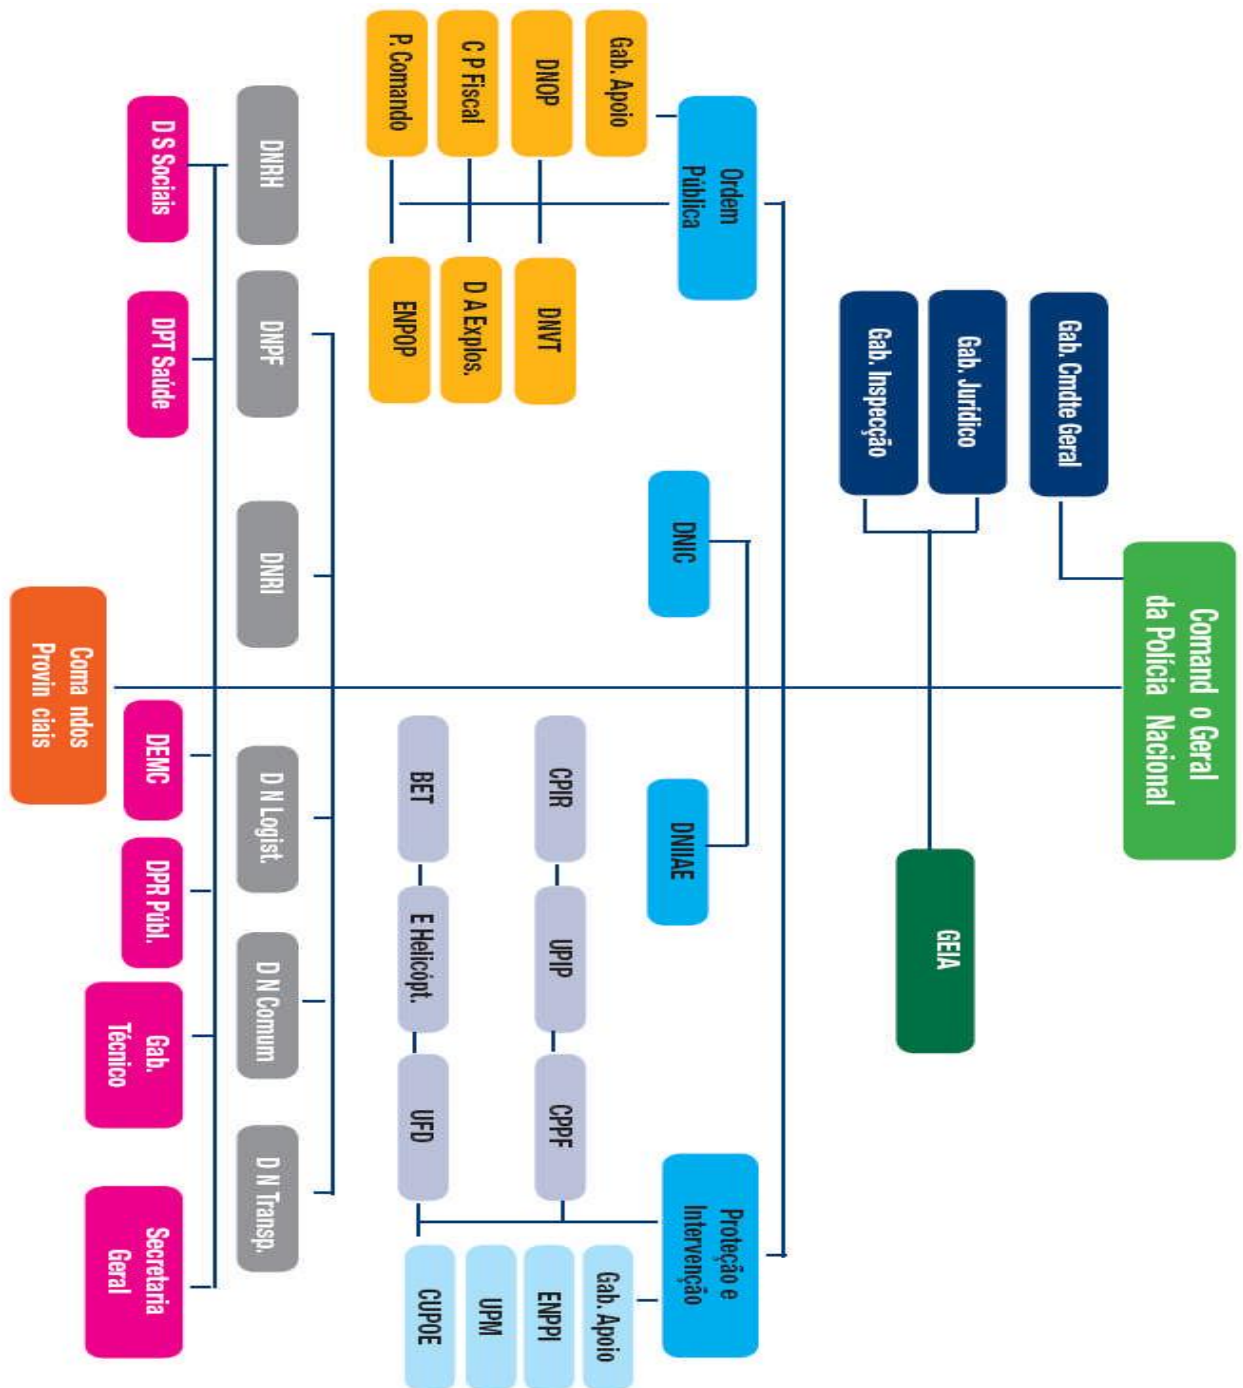 Comand o Geral
da Polícia Nacional
Gab. Cmdte Geral
Gab. Jurídico
Gab. Inspecção
GEIA
Ordem
Pública
Proteção e
Intervenção
DNIC
DNIIAE
Gab. Apoio
DNOP
DNVT
C P Fiscal
D A Explos.
P. Comando
ENPOP
CPIR
UPIP
CPPF
BET
E Helicópt.
UFD
Gab. Apoio
ENPPI
UPM
CUPOE
DNRH
DNPF
DNRI
D N Logist.
D N Comum
D N Transp.
D S Sociais
DPT Saúde
DEMC
DPR Públ.
Gab.
Técnico
Secretaria
Geral
Coma ndos
Provin ciais